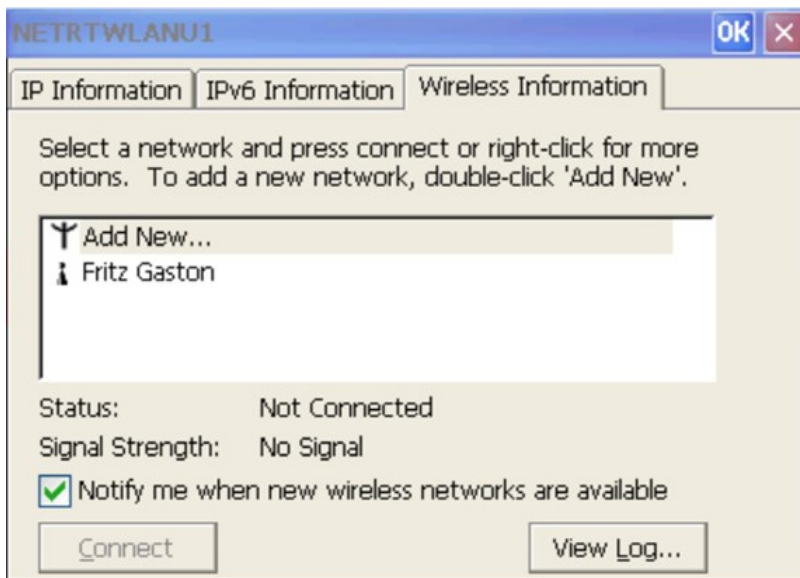 NETRTWLANU1 OK
IP Information IPv6 Information Wireless Information
Select a network and press connect or right-click for more
options. To add a new network, double-click 'Add New'.
Add New...
Fritz Gaston
Status: Not Connected
Signal Strength: No Signal
Notify me when new wireless networks are available
Connect View Log...